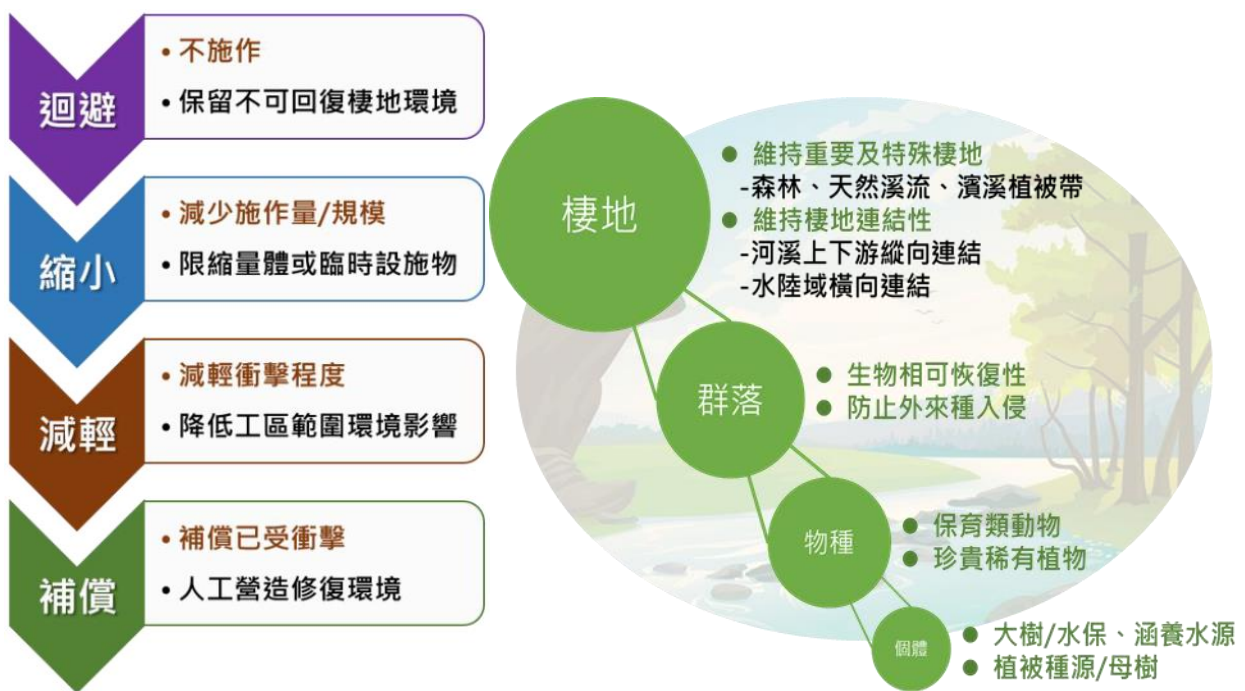 迴避
• 不施作
• 保留不可回復棲地環境
縮小
• 減少施作量/規模
• 限縮量體或臨時設施物
減輕
• 減輕衝擊程度
• 降低工區範圍環境影響
補償
• 補償已受衝擊
• 人工營造修復環境
棲地
● 維持重要及特殊棲地
-森林、天然溪流、濱溪植被帶
● 維持棲地連結性
-河溪上下游縱向連結
-水陸域橫向連結
群落
● 生物相可恢復性
● 防止外來種入侵
物種
● 保育類動物
● 珍貴稀有植物
個體
● 大樹/水保、涵養水源
● 植被種源/母樹